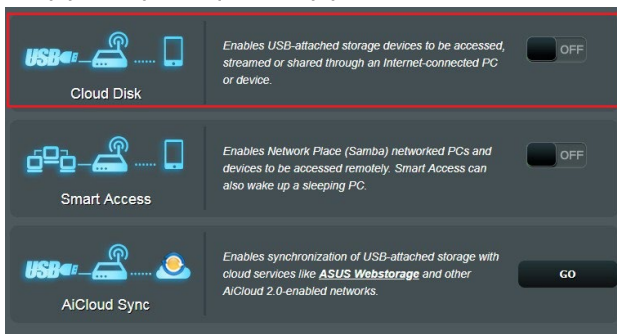 USB
Cloud Disk
Enables USB-attached storage devices to be accessed,
streamed or shared through an Internet-connected PC
or device.
OFF
Smart Access
Enables Network Place (Samba) networked PCs and
devices to be accessed remotely. Smart Access can
also wake up a sleeping PC.
OFF
USB
AiCloud Sync
Enables synchronization of USB-attached storage with
cloud services like ASUS Webstorage and other
AiCloud 2.0-enabled networks.
GO